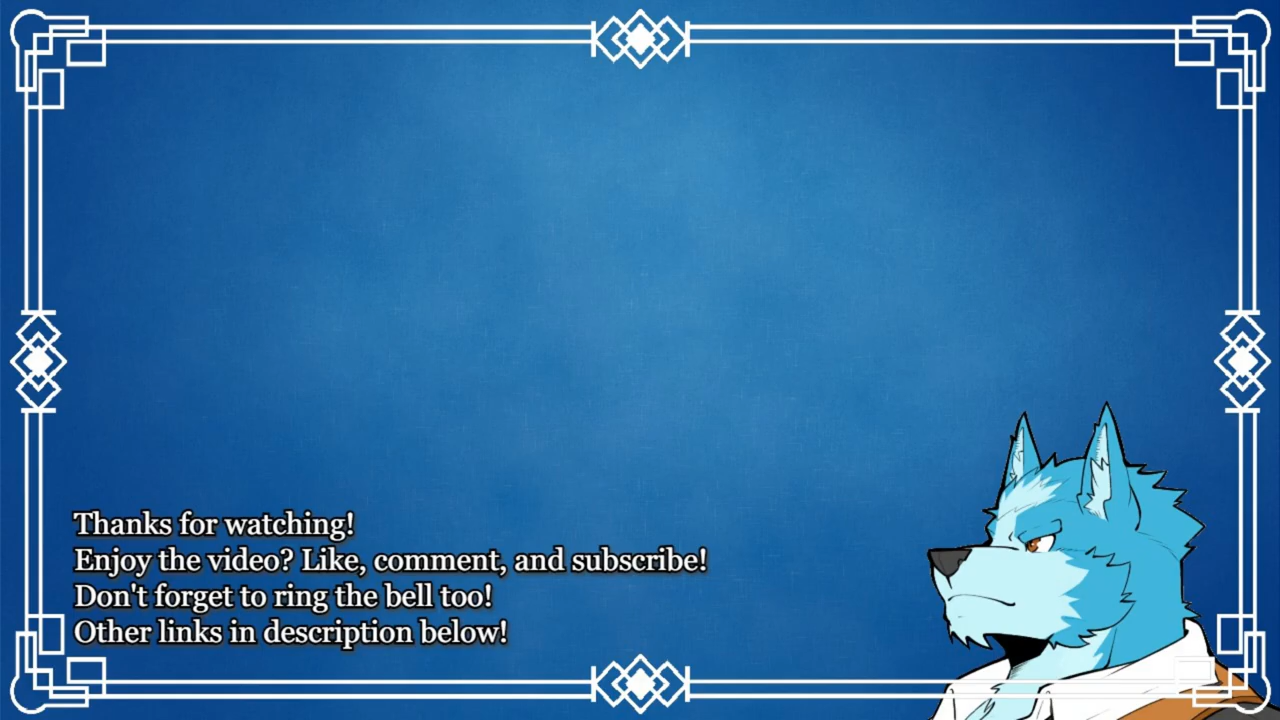 Thanks for watching!
Enjoy the video? Like, comment, and subscribe!
Don't forget to ring the bell too!
Other links in description below!